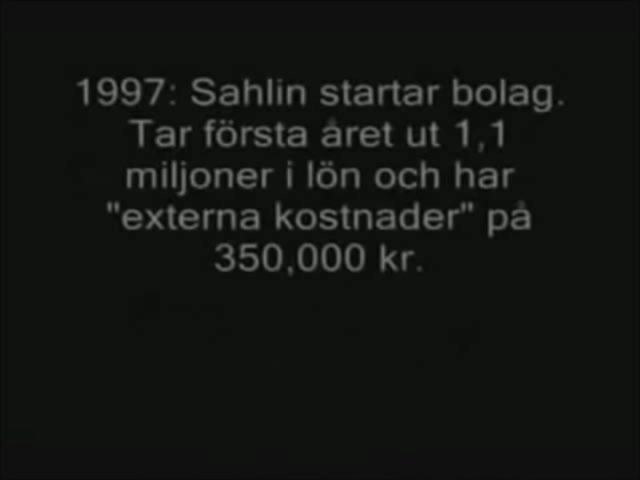 1997: Sahlin startar bolag.
Tar första året ut 1,1
miljoner i lön och har
"externa kostnader" på
350,000 kr.